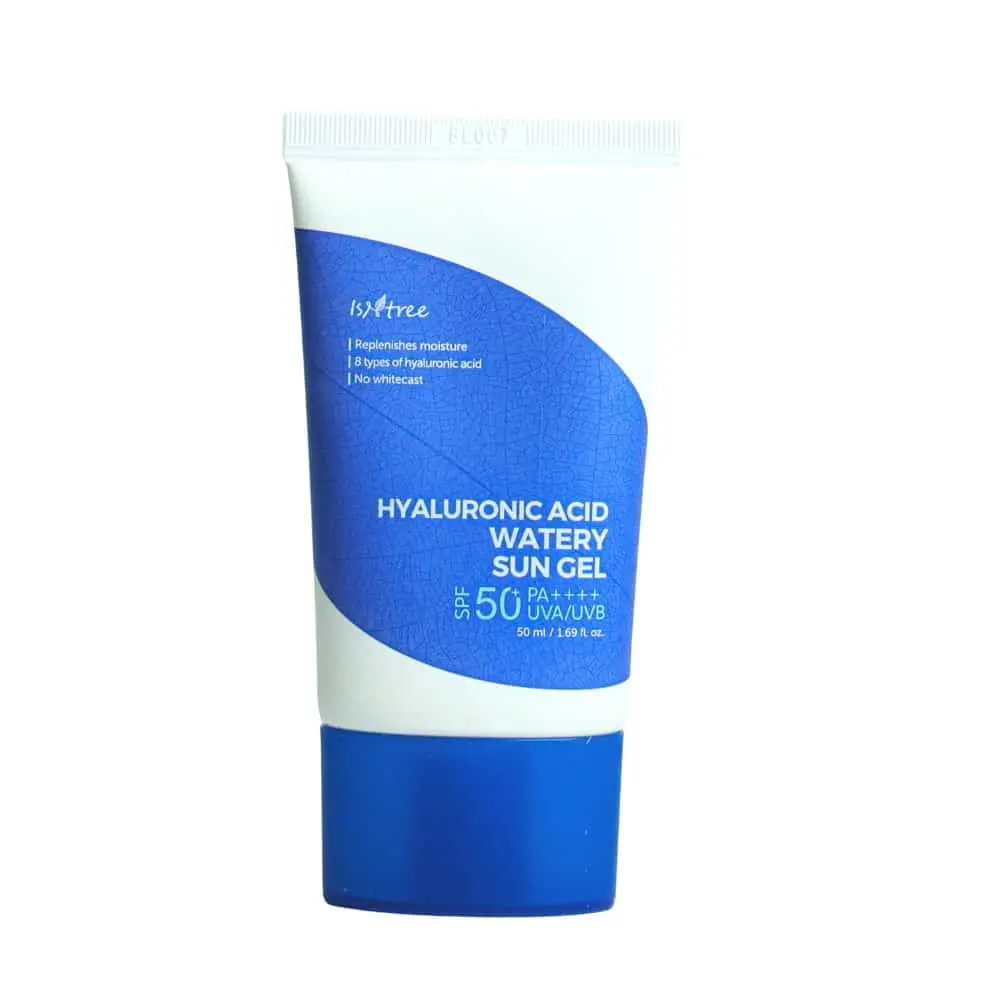 IsNtree
| Replenishes moisture
| 8 types of hyaluronic acid
| No whitecast
HYALURONIC ACID
WATERY
SUN GEL
SPF 50+ PA++++
UVA/UVB
50 ml / 1.69 fl. oz.